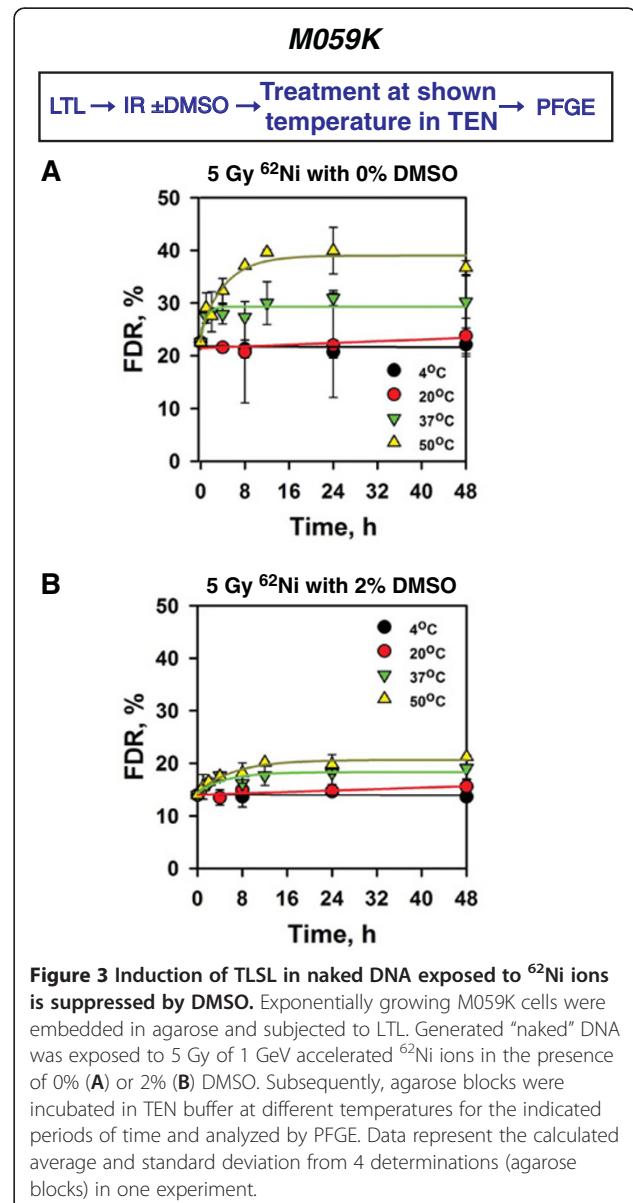 M059K
LTL → IR ±DMSO → Treatment at shown temperature in TEN → PFGE
A
5 Gy ⁶²Ni with 0% DMSO
50
40
30
20
10
0
FDR, %
4°C
20°C
37°C
50°C
0 8 16 24 32 40 48
Time, h
B
5 Gy ⁶²Ni with 2% DMSO
50
40
30
20
10
0
FDR, %
4°C
20°C
37°C
50°C
0 8 16 24 32 40 48
Time, h
Figure 3 Induction of TLSL in naked DNA exposed to ⁶²Ni ions
is suppressed by DMSO. Exponentially growing M059K cells were
embedded in agarose and subjected to LTL. Generated “naked” DNA
was exposed to 5 Gy of 1 GeV accelerated ⁶²Ni ions in the presence
of 0% (A) or 2% (B) DMSO. Subsequently, agarose blocks were
incubated in TEN buffer at different temperatures for the indicated
periods of time and analyzed by PFGE. Data represent the calculated
average and standard deviation from 4 determinations (agarose
blocks) in one experiment.